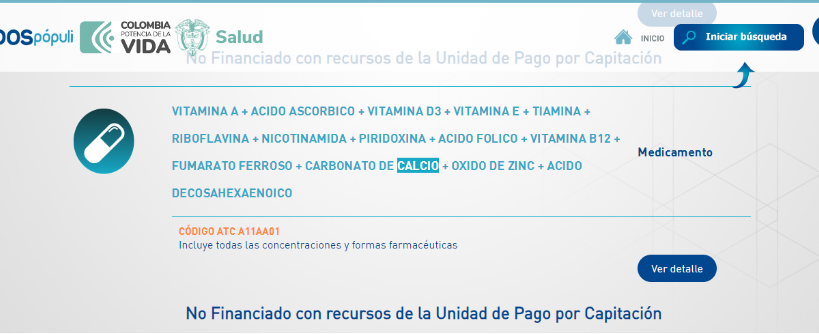 Ver detalle
OSpópuli
COLOMBIA
POTENCIA DE LA
VIDA
Salud
INICIO
Iniciar búsqueda
No Financiado con recursos de la Unidad de Pago por Capitación
VITAMINA A + ACIDO ASCORBICO + VITAMINA D3 + VITAMINA E + TIAMINA +
RIBOFLAVINA + NICOTINAMIDA + PIRIDOXINA + ACIDO FOLICO + VITAMINA B12 +
FUMARATO FERROSO + CARBONATO DE CALCIO + OXIDO DE ZINC + ACIDO
DECOSAHEXAENOICO
Medicamento
CÓDIGO ATC A11AA01
Incluye todas las concentraciones y formas farmacéuticas
Ver detalle
No Financiado con recursos de la Unidad de Pago por Capitación